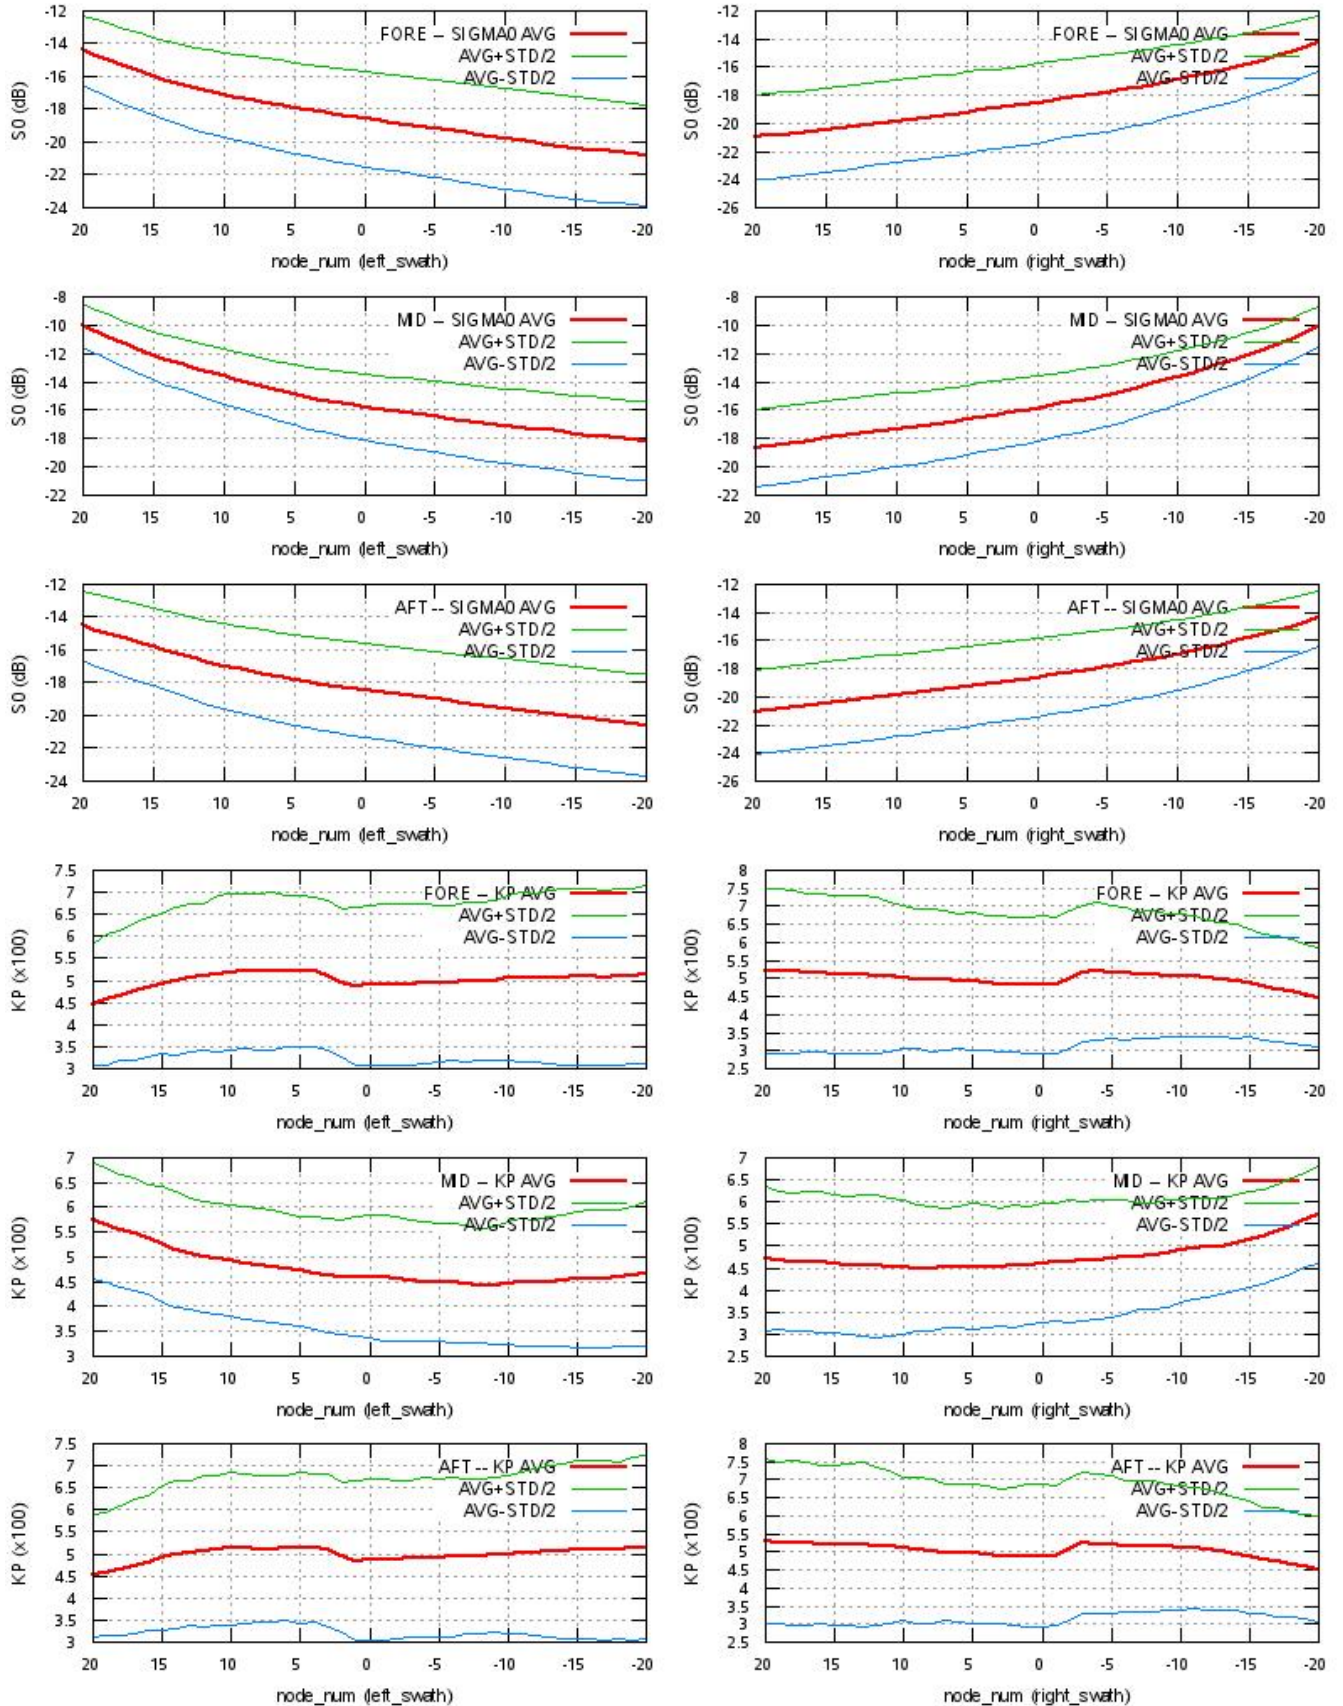 -12
-14
-16
-18
-20
-22
-24
S0 (dB)
FORE -- SIGMA0 AVG
AVG+STD/2
AVG-STD/2
20 15 10 5 0 -5 -10 -15 -20
node_num (left_swath)
-12
-14
-16
-18
-20
-22
-24
-26
S0 (dB)
FORE -- SIGMA0 AVG
AVG+STD/2
AVG-STD/2
20 15 10 5 0 -5 -10 -15 -20
node_num (right_swath)
-8
-10
-12
-14
-16
-18
-20
-22
S0 (dB)
MID -- SIGMA0 AVG
AVG+STD/2
AVG-STD/2
20 15 10 5 0 -5 -10 -15 -20
node_num (left_swath)
-8
-10
-12
-14
-16
-18
-20
-22
S0 (dB)
MID -- SIGMA0 AVG
AVG+STD/2
AVG-STD/2
20 15 10 5 0 -5 -10 -15 -20
node_num (right_swath)
-12
-14
-16
-18
-20
-22
-24
S0 (dB)
AFT -- SIGMA0 AVG
AVG+STD/2
AVG-STD/2
20 15 10 5 0 -5 -10 -15 -20
node_num (left_swath)
-12
-14
-16
-18
-20
-22
-24
-26
S0 (dB)
AFT -- SIGMA0 AVG
AVG+STD/2
AVG-STD/2
20 15 10 5 0 -5 -10 -15 -20
node_num (right_swath)
7.5
7
6.5
6
5.5
5
4.5
4
3.5
3
KP (x100)
FORE -- KP AVG
AVG+STD/2
AVG-STD/2
20 15 10 5 0 -5 -10 -15 -20
node_num (left_swath)
8
7.5
7
6.5
6
5.5
5
4.5
4
3.5
3
2.5
KP (x100)
FORE -- KP AVG
AVG+STD/2
AVG-STD/2
20 15 10 5 0 -5 -10 -15 -20
node_num (right_swath)
7
6.5
6
5.5
5
4.5
4
3.5
3
KP (x100)
MID -- KP AVG
AVG+STD/2
AVG-STD/2
20 15 10 5 0 -5 -10 -15 -20
node_num (left_swath)
7
6.5
6
5.5
5
4.5
4
3.5
3
2.5
KP (x100)
MID -- KP AVG
AVG+STD/2
AVG-STD/2
20 15 10 5 0 -5 -10 -15 -20
node_num (right_swath)
7.5
7
6.5
6
5.5
5
4.5
4
3.5
3
KP (x100)
AFT -- KP AVG
AVG+STD/2
AVG-STD/2
20 15 10 5 0 -5 -10 -15 -20
node_num (left_swath)
8
7.5
7
6.5
6
5.5
5
4.5
4
3.5
3
2.5
KP (x100)
AFT -- KP AVG
AVG+STD/2
AVG-STD/2
20 15 10 5 0 -5 -10 -15 -20
node_num (right_swath)